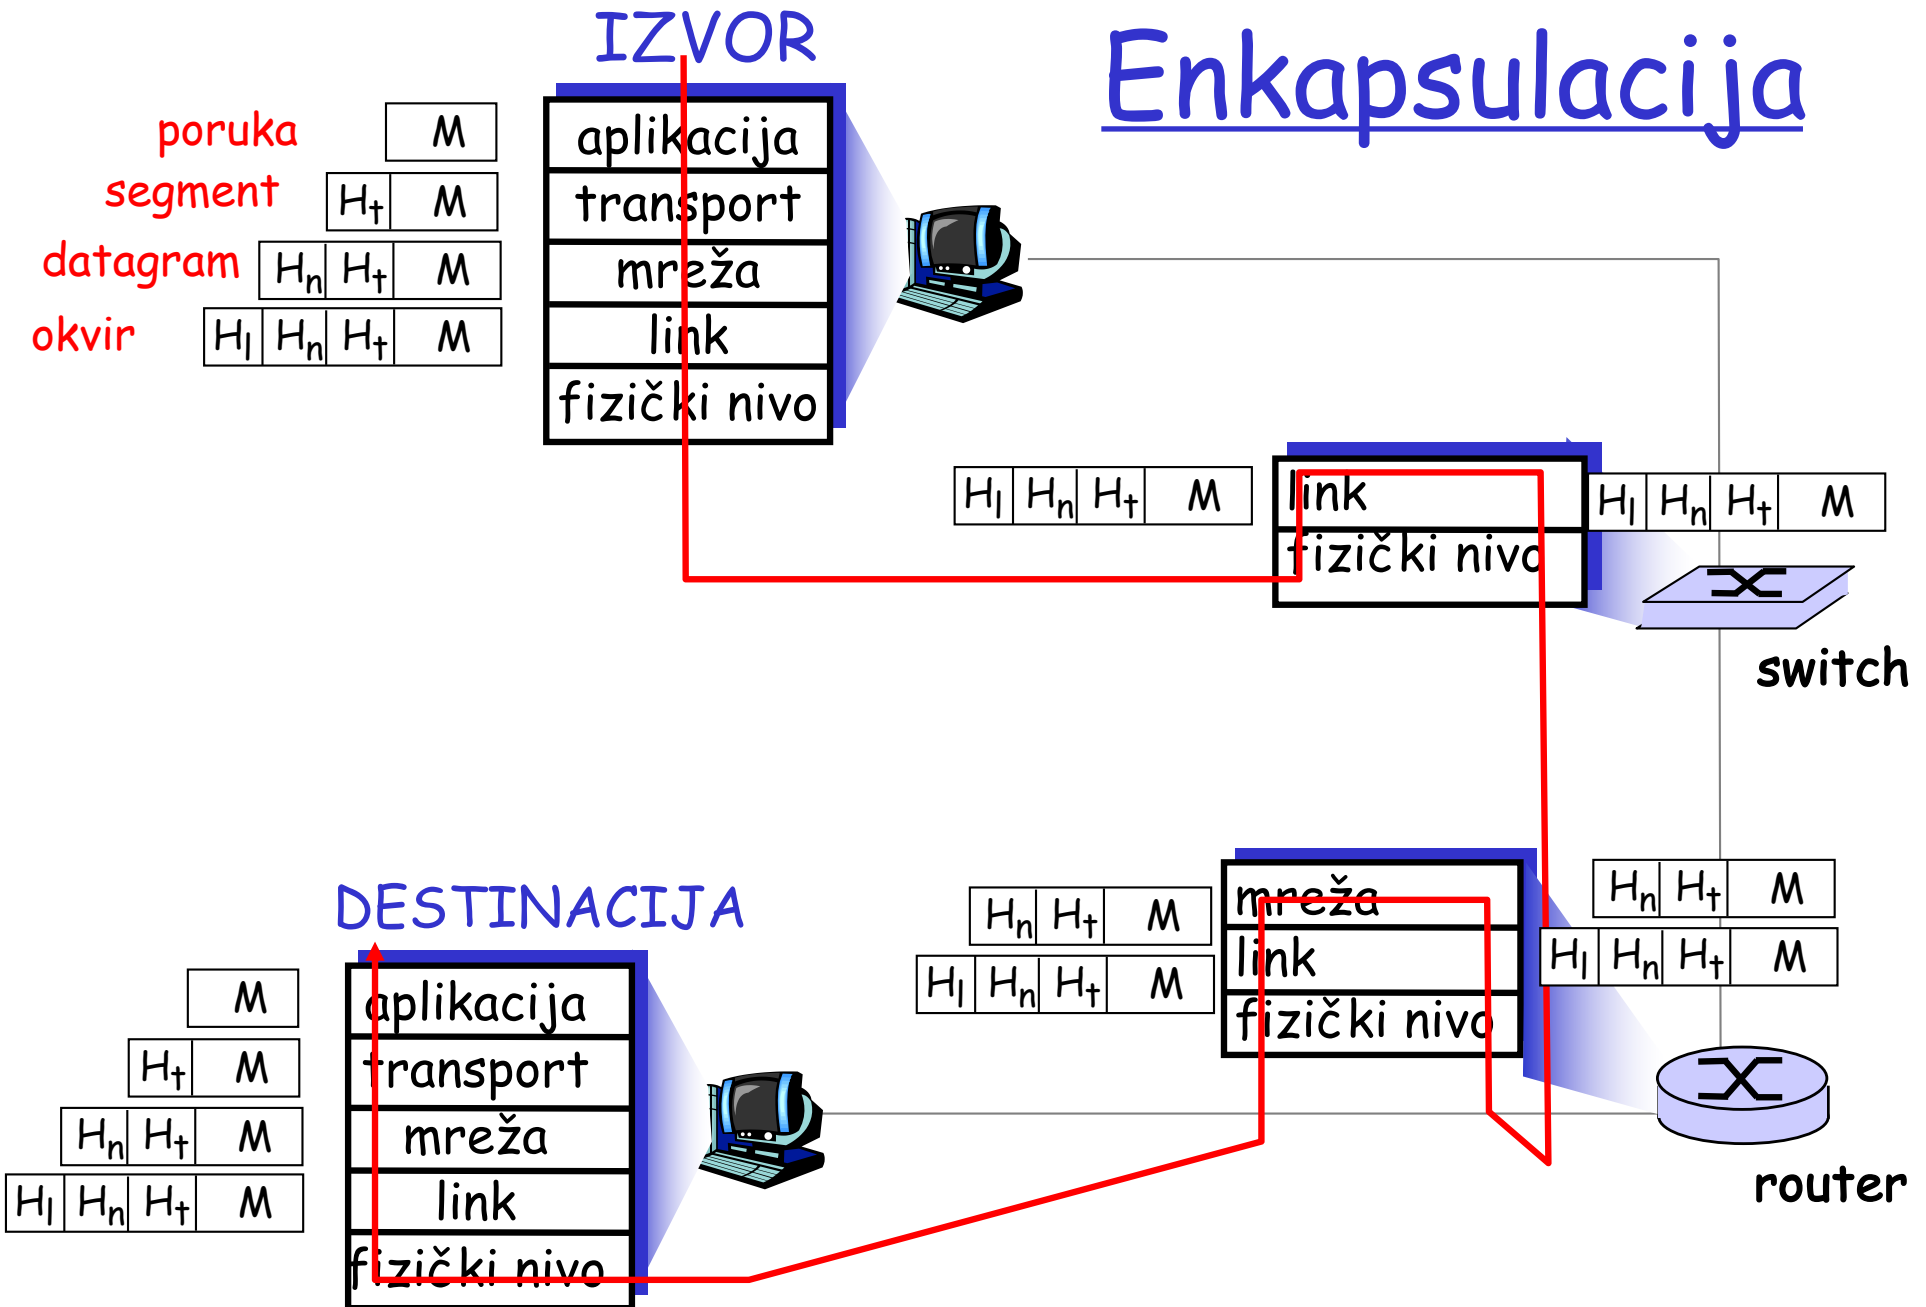 IZVOR
Enkapsulacija
poruka M
segment Ht M
datagram Hn Ht M
okvir Hl Hn Ht M
aplikacija
transport
mreža
link
fizički nivo
Hl Hn Ht M
link
fizički nivo
Hl Hn Ht M
switch
Hn Ht M
Hl Hn Ht M
mreža
link
fizički nivo
Hn Ht M
Hl Hn Ht M
router
DESTINACIJA
M
Ht M
Hn Ht M
Hl Hn Ht M
aplikacija
transport
mreža
link
fizički nivo